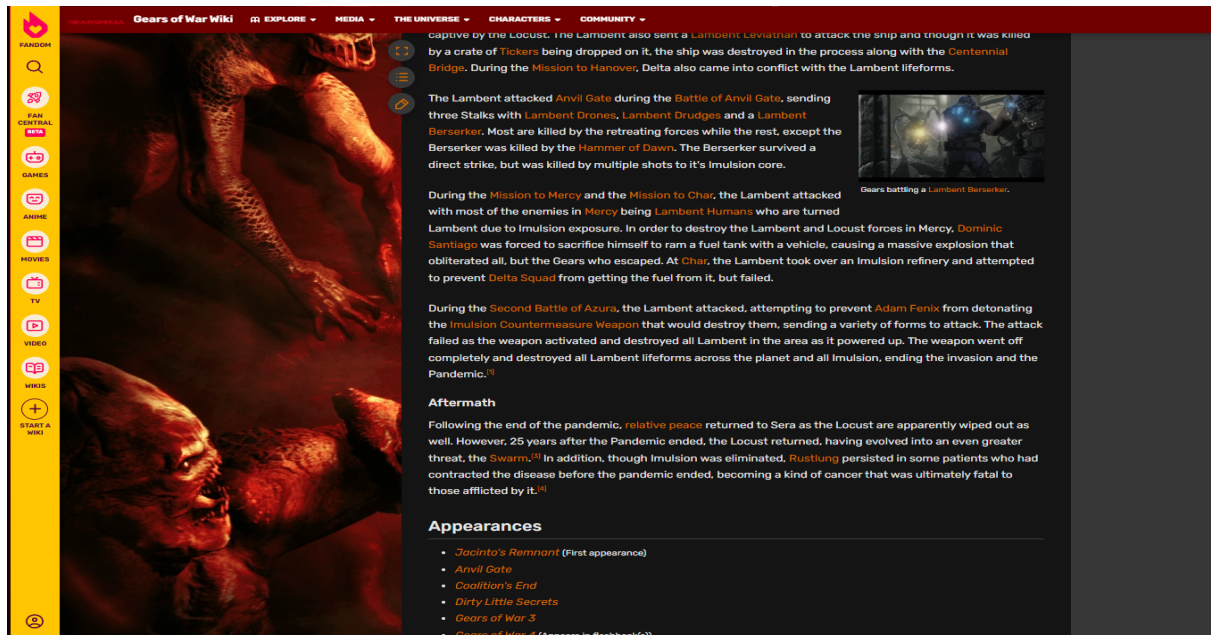 FANDOM
FAN
CENTRAL
BETA
GAMES
ANIME
MOVIES
TV
VIDEO
WIKIS
START A
WIKI
Gears of War Wiki
EXPLORE
MEDIA
THE UNIVERSE
CHARACTERS
COMMUNITY
captive by the Locust. The Lambent also sent a Lambent Leviathan to attack the ship and though it was killed
by a crate of Tickers being dropped on it, the ship was destroyed in the process along with the Centennial
Bridge. During the Mission to Hanover, Delta also came into conflict with the Lambent lifeforms.
The Lambent attacked Anvil Gate during the Battle of Anvil Gate, sending
three Stalks with Lambent Drones, Lambent Drudges and a Lambent
Berserker. Most are killed by the retreating forces while the rest, except the
Berserker was killed by the Hammer of Dawn. The Berserker survived a
direct strike, but was killed by multiple shots to it's Imulsion core.
Gears battling a Lambent Berserker.
During the Mission to Mercy and the Mission to Char, the Lambent attacked
with most of the enemies in Mercy being Lambent Humans who are turned
Lambent due to Imulsion exposure. In order to destroy the Lambent and Locust forces in Mercy, Dominic
Santiago was forced to sacrifice himself to ram a fuel tank with a vehicle, causing a massive explosion that
obliterated all, but the Gears who escaped. At Char, the Lambent took over an Imulsion refinery and attempted
to prevent Delta Squad from getting the fuel from it, but failed.
During the Second Battle of Azura, the Lambent attacked, attempting to prevent Adam Fenix from detonating
the Imulsion Countermeasure Weapon that would destroy them, sending a variety of forms to attack. The attack
failed as the weapon activated and destroyed all Lambent in the area as it powered up. The weapon went off
completely and destroyed all Lambent lifeforms across the planet and all Imulsion, ending the invasion and the
Pandemic.[1]
Aftermath
Following the end of the pandemic, relative peace returned to Sera as the Locust are apparently wiped out as
well. However, 25 years after the Pandemic ended, the Locust returned, having evolved into an even greater
threat, the Swarm.[3] In addition, though Imulsion was eliminated, Rustlung persisted in some patients who had
contracted the disease before the pandemic ended, becoming a kind of cancer that was ultimately fatal to
those afflicted by it.[4]
Appearances
• Jacinto's Remnant (First appearance)
• Anvil Gate
• Coalition's End
• Dirty Little Secrets
• Gears of War 3
• Gears of War 4 (Appears in flashback(s))